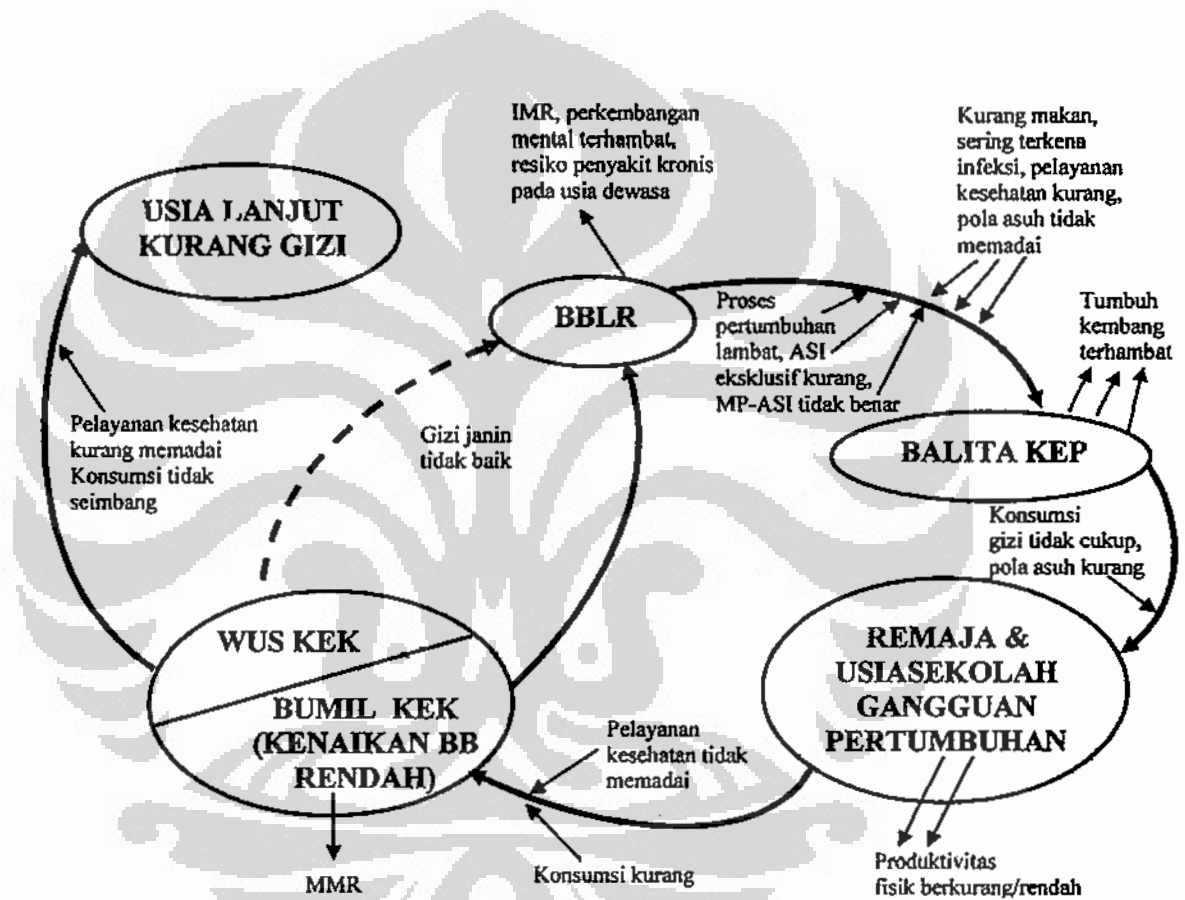 IMR, perkembangan
mental terhambat,
resiko penyakit kronis
pada usia dewasa
Kurang makan,
sering terkena
infeksi, pelayanan
kesehatan kurang,
pola asuh tidak
memadai
USIA LANJUT
KURANG GIZI
BBLR
Proses
pertumbuhan
lambat, ASI
eksklusif kurang,
MP-ASI tidak benar
Tumbuh
kembang
terhambat
Pelayanan kesehatan
kurang memadai
Konsumsi tidak
seimbang
Gizi janin
tidak baik
BALITA KEP
Konsumsi
gizi tidak cukup,
pola asuh kurang
WUS KEK
BUMIL KEK
(KENAIKAN BB
RENDAH)
REMAJA &
USIASEKOLAH
GANGGUAN
PERTUMBUHAN
Pelayanan
kesehatan tidak
memadai
MMR
Konsumsi kurang
Produktivitas
fisik berkurang/rendah